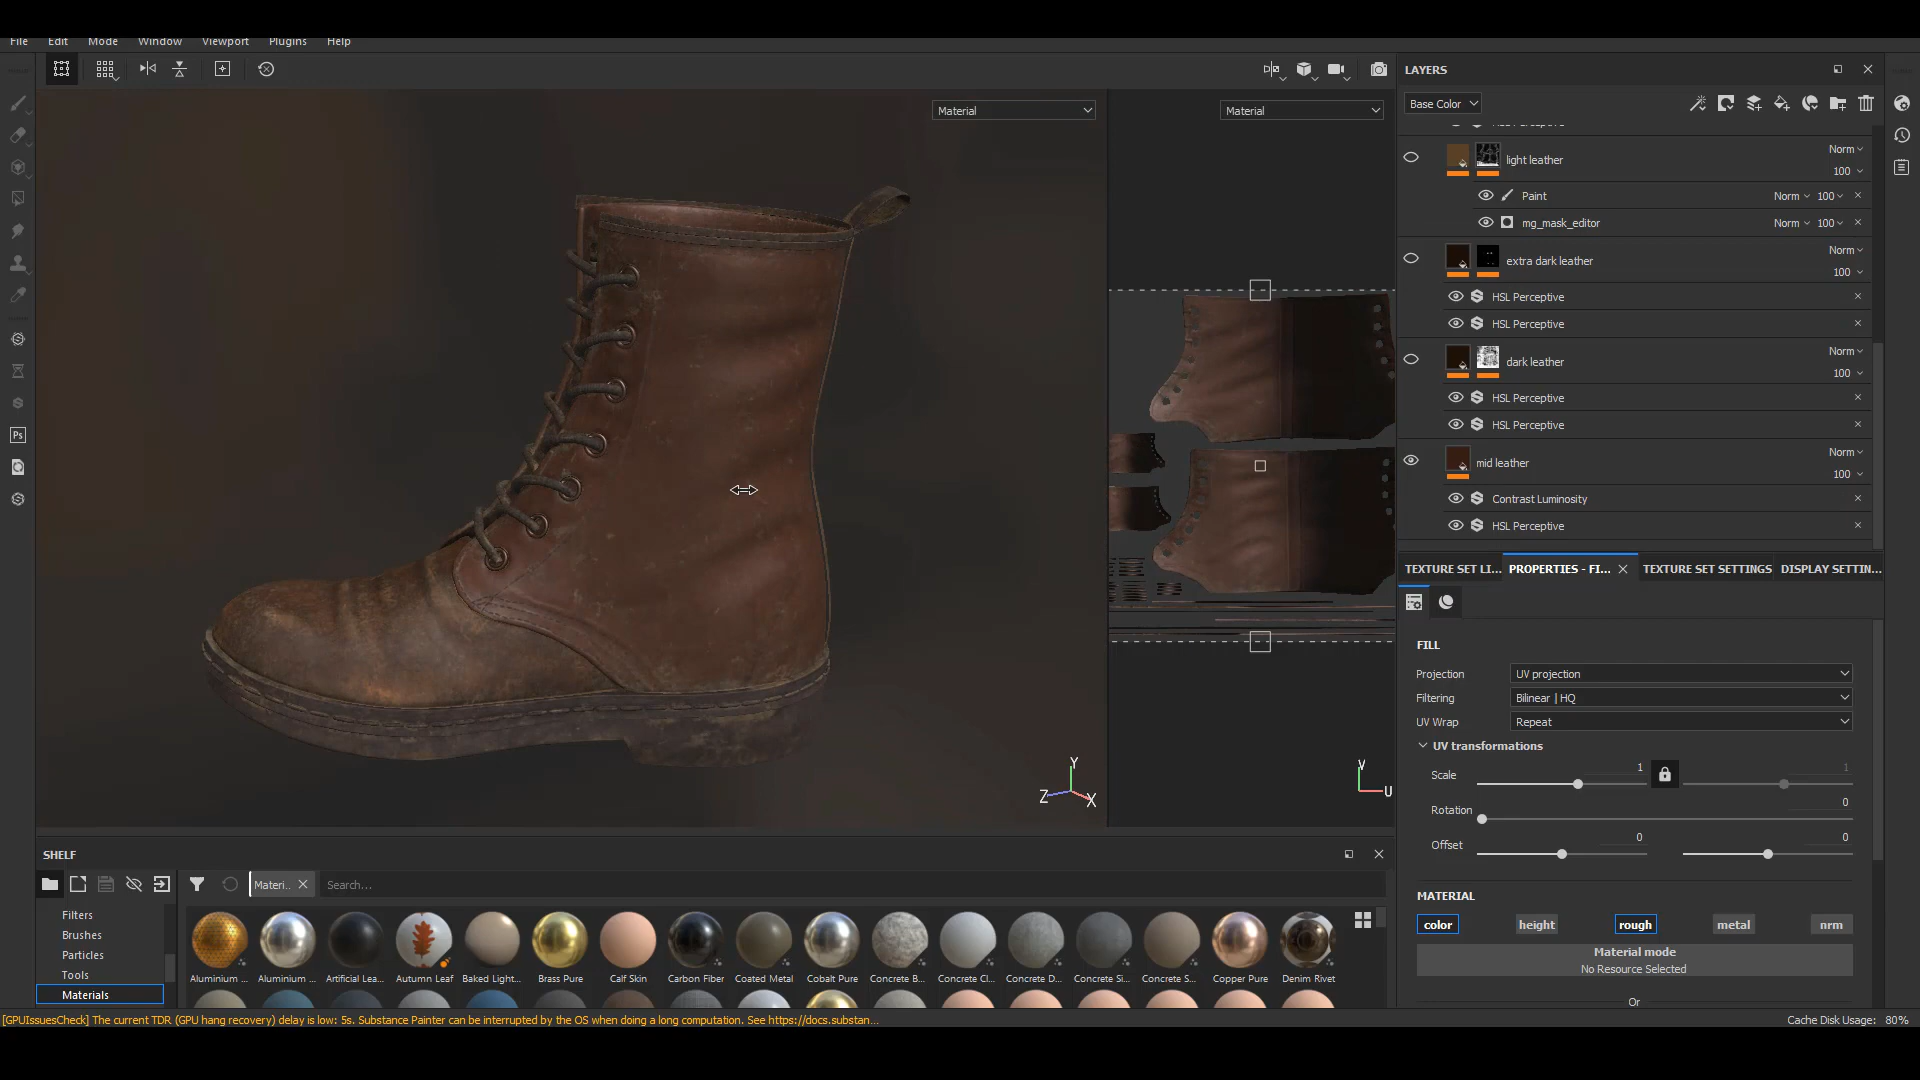 File Edit Mode Window Viewport Plugins Help
Material
Material
LAYERS
Base Color
HSL Perceptive
light leather
Norm
100
Paint
Norm 100
mg_mask_editor
Norm 100
extra dark leather
Norm
100
HSL Perceptive
HSL Perceptive
dark leather
Norm
100
HSL Perceptive
HSL Perceptive
mid leather
Norm
100
Contrast Luminosity
HSL Perceptive
TEXTURE SET LI... PROPERTIES - FI... TEXTURE SET SETTINGS DISPLAY SETTIN...
FILL
Projection UV projection
Filtering Bilinear | HQ
UV Wrap Repeat
UV transformations
Scale 1 1
Rotation 0
Offset 0 0
MATERIAL
color height rough metal nrm
Material mode
No Resource Selected
Or
Y
Z X
V
U
Ps
SHELF
Materi..
Search...
Filters
Brushes
Particles
Tools
Materials
Aluminium ... Aluminium ... Artificial Lea... Autumn Leaf Baked Light... Brass Pure Calf Skin Carbon Fiber Coated Metal Cobalt Pure Concrete B... Concrete Cl... Concrete D... Concrete Si... Concrete S... Copper Pure Denim Rivet
[GPUIssuesCheck] The current TDR (GPU hang recovery) delay is low: 5s. Substance Painter can be interrupted by the OS when doing a long computation. See https://docs.substan...
Cache Disk Usage: 80%